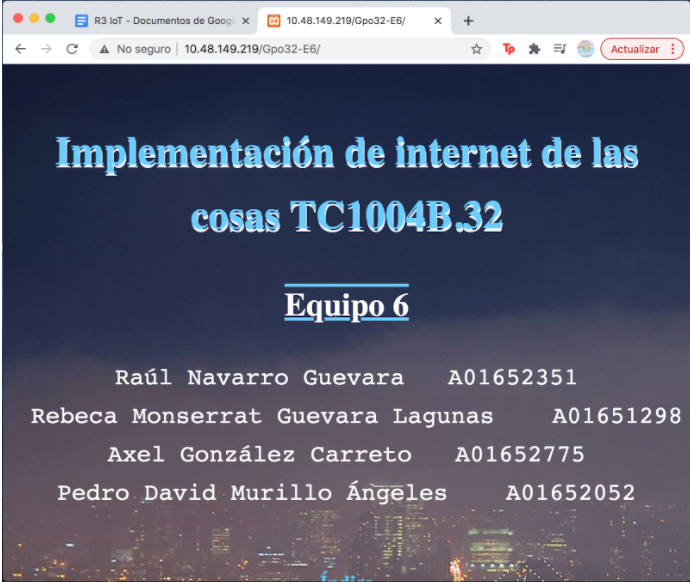 R3 IoT - Documentos de Goog
10.48.149.219/Gpo32-E6/
No seguro
10.48.149.219/Gpo32-E6/
Tp
Actualizar
Implementación de internet de las
cosas TC1004B.32
Equipo 6
Raúl Navarro Guevara A01652351
Rebeca Monserrat Guevara Lagunas A01651298
Axel González Carreto A01652775
Pedro David Murillo Ángeles A01652052
Índice